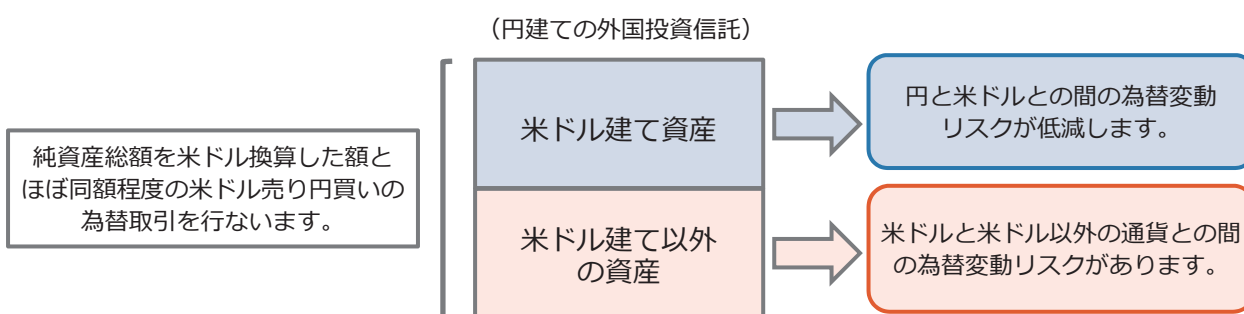 （円建ての外国投資信託）
純資産総額を米ドル換算した額と
ほぼ同額程度の米ドル売り円買いの
為替取引を行ないます。
米ドル建て資産
円と米ドルとの間の為替変動
リスクが低減します。
米ドル建て以外
の資産
米ドルと米ドル以外の通貨との間
の為替変動リスクがあります。